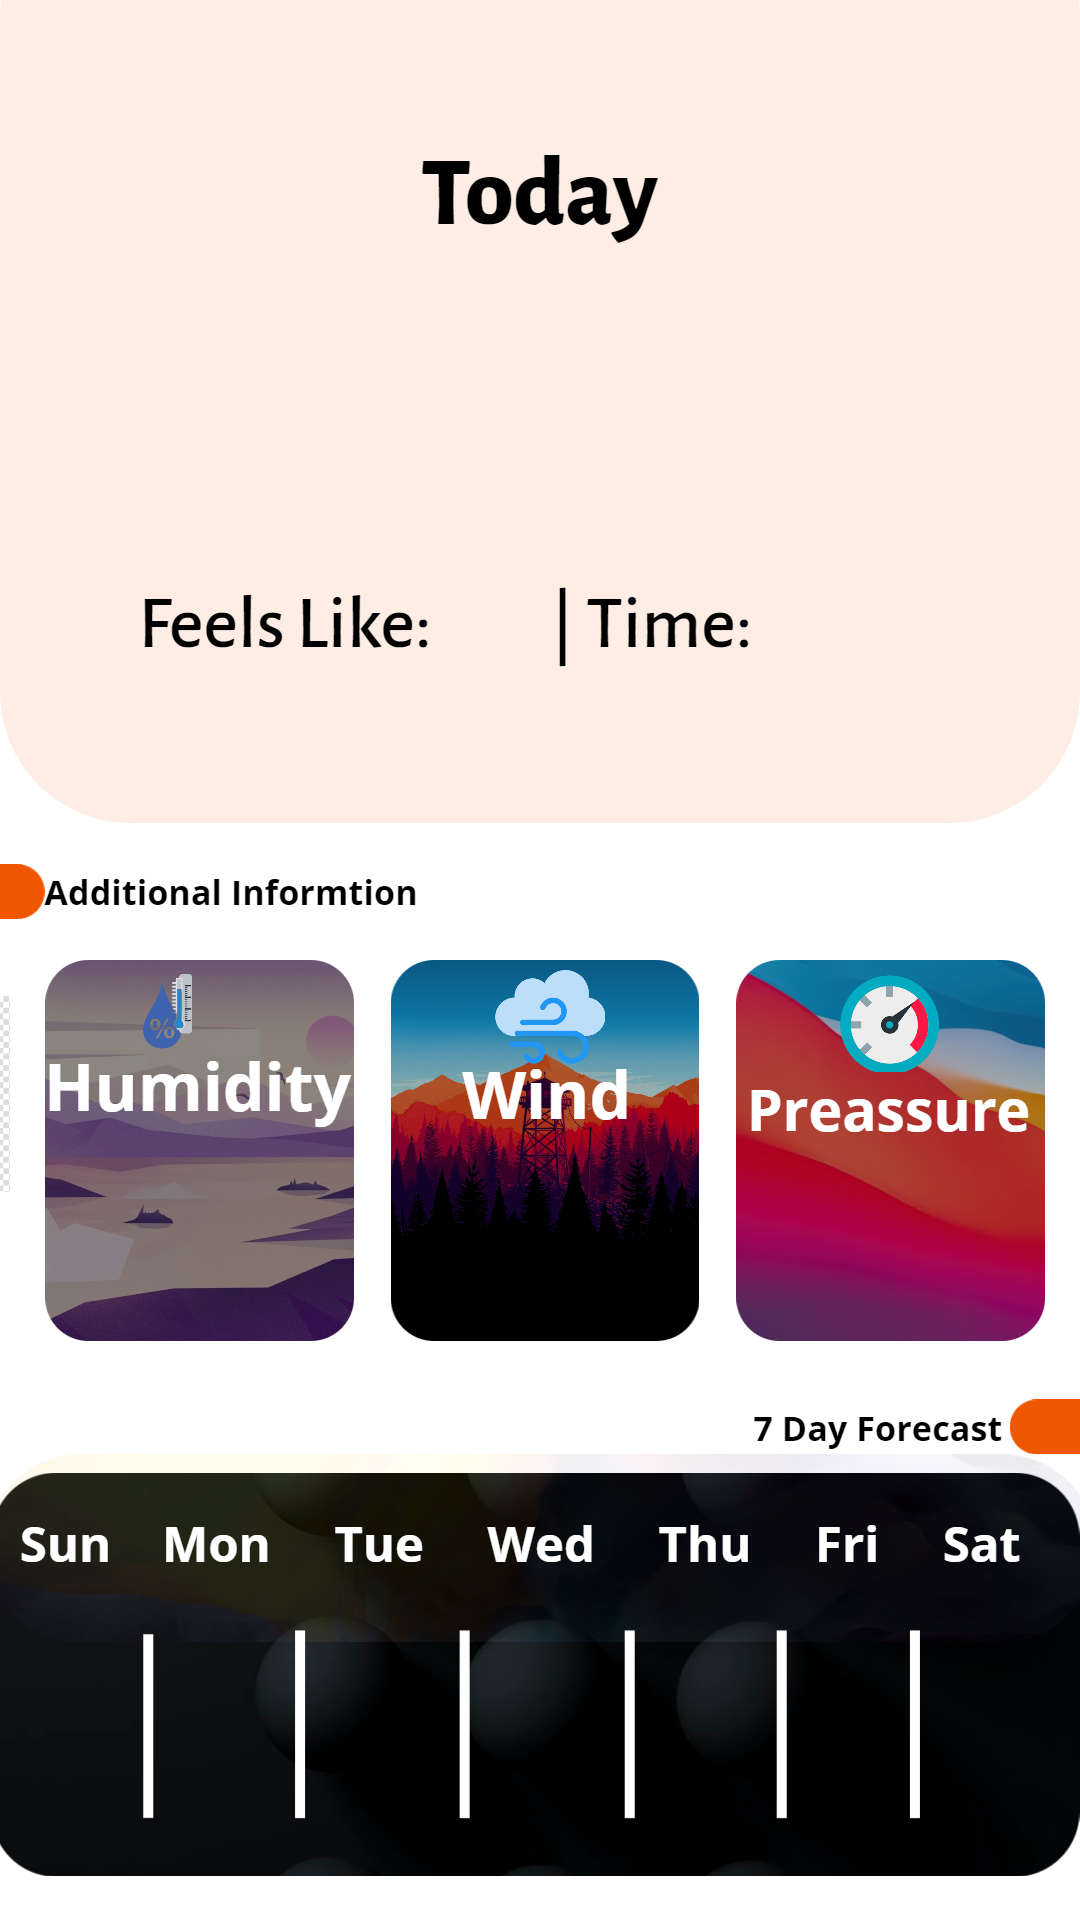 Today
Feels Like: | Time:
Additional Informtion
%
Humidity
Wind
Preassure
7 Day Forecast
Sun Mon Tue Wed Thu Fri Sat